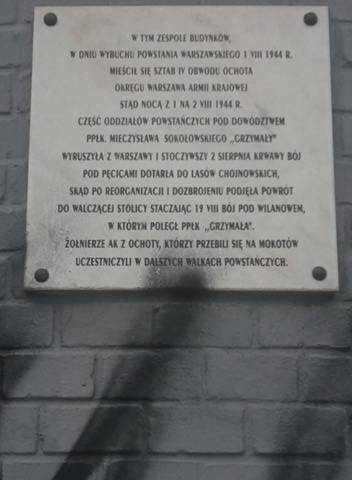 W TYM ZESPOLE BUDYNKÓW,
W DNIU WYBUCHU POWSTANIA WARSZAWSKIEGO 1 VIII 1944 R.
MIEŚCIŁ SIĘ SZTAB IV OBWODU OCHOTA
OKRĘGU WARSZAWA ARMII KRAJOWEJ
STĄD NOCĄ Z 1 NA 2 VIII 1944 R.
CZĘŚĆ ODDZIAŁÓW POWSTAŃCZYCH POD DOWÓDZTWEM
PPŁK. MIECZYSŁAWA SOKOŁOWSKIEGO „GRZYMAŁY"
WYRUSZYŁA Z WARSZAWY I STOCZYWSZY 2 SIERPNIA KRWAWY BÓJ
POD PĘCICAMI DOTARŁA DO LASÓW CHOJNOWSKICH,
SKĄD PO REORGANIZACJI I DOZBROJENIU PODJĘŁA POWRÓT
DO WALCZĄCEJ STOLICY STACZAJĄC 19 VIII BÓJ POD WILANOWEM,
W KTÓRYM POLEGŁ PPŁK „GRZYMAŁA".
ŻOŁNIERZE AK Z OCHOTY, KTÓRZY PRZEBILI SIĘ NA MOKOTÓW
UCZESTNICZYLI W DALSZYCH WALKACH POWSTAŃCZYCH.